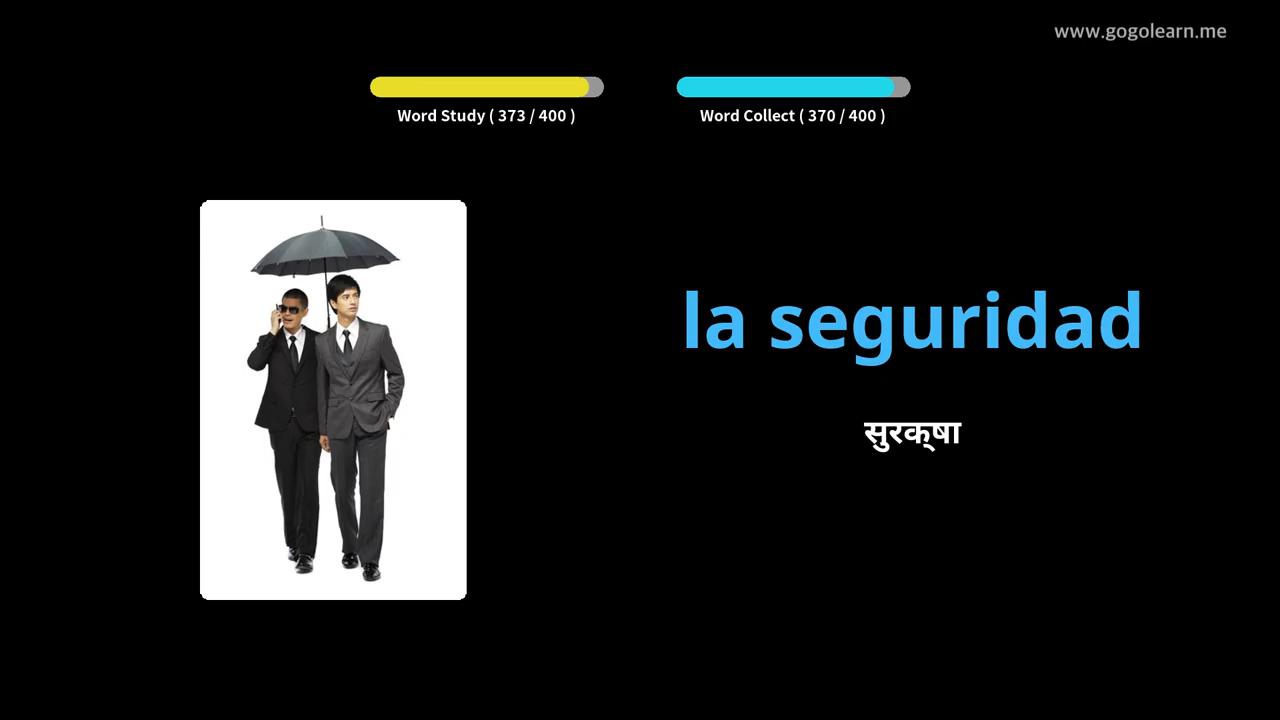 www.gogolearn.me
Word Study ( 373 / 400 )
Word Collect ( 370 / 400 )
la seguridad
सुरक्षा